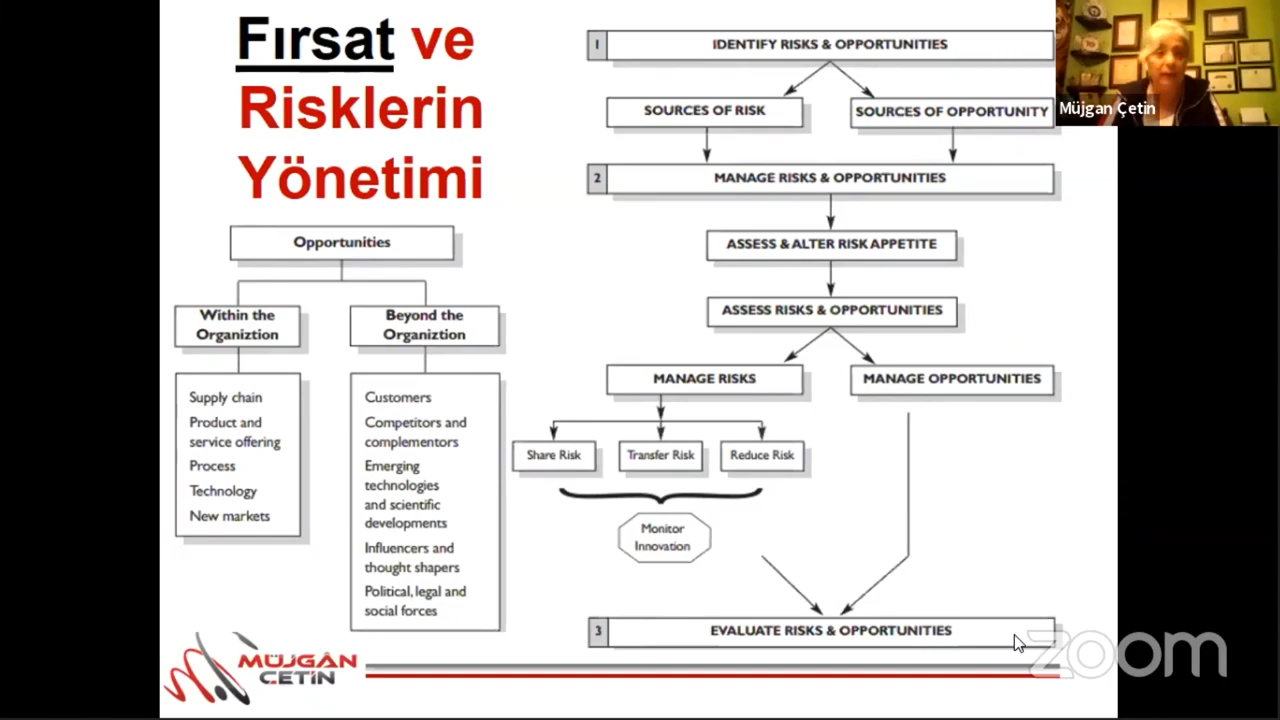 Fırsat ve
Risklerin
Yönetimi
Opportunities
Within the
Organiztion
Beyond the
Organiztion
Supply chain
Product and
service offering
Process
Technology
New markets
Customers
Competitors and
complementors
Emerging
technologies
and scientific
developments
Influencers and
thought shapers
Political, legal and
social forces
1 IDENTIFY RISKS & OPPORTUNITIES
SOURCES OF RISK
SOURCES OF OPPORTUNITY
2 MANAGE RISKS & OPPORTUNITIES
ASSESS & ALTER RISK APPETITE
ASSESS RISKS & OPPORTUNITIES
MANAGE RISKS
MANAGE OPPORTUNITIES
Share Risk
Transfer Risk
Reduce Risk
Monitor
Innovation
3 EVALUATE RISKS & OPPORTUNITIES
Müjgan Çetin
MÜJGÂN
ÇETİN
zoom